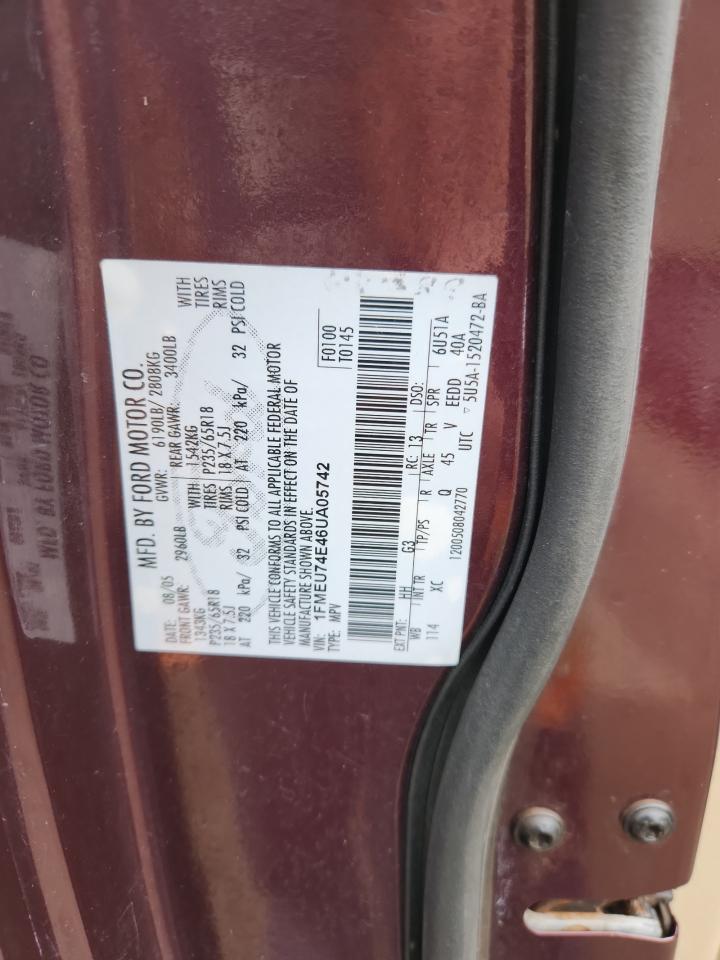 MFD. BY FORD MOTOR CO.
DATE: 08/05 GVWR: 6190LB/ 2808KG
FRONT GAWR: 2960LB REAR GAWR: 3400LB
1343KG WITH 1542KG WITH
P235/65R18 TIRES P235/65R18 TIRES
18 X 7.5J RIMS 18 X 7.5J RIMS
AT 220 kPa/ 32 PSI COLD AT 220 kPa/ 32 PSI COLD
THIS VEHICLE CONFORMS TO ALL APPLICABLE FEDERAL MOTOR
VEHICLE SAFETY STANDARDS IN EFFECT ON THE DATE OF
MANUFACTURE SHOWN ABOVE.
VIN: 1FMEU74E46UA05742
TYPE: MPV
F0100
T0145
EXT PNT: HH G3 RC: 13 DSO:
WB INT TR TP/PS R AXLE TR SPR 6U51A
114 XC Q 45 V EEDD 40A
1200508042770 UTC ▽5U5A-1520472-BA